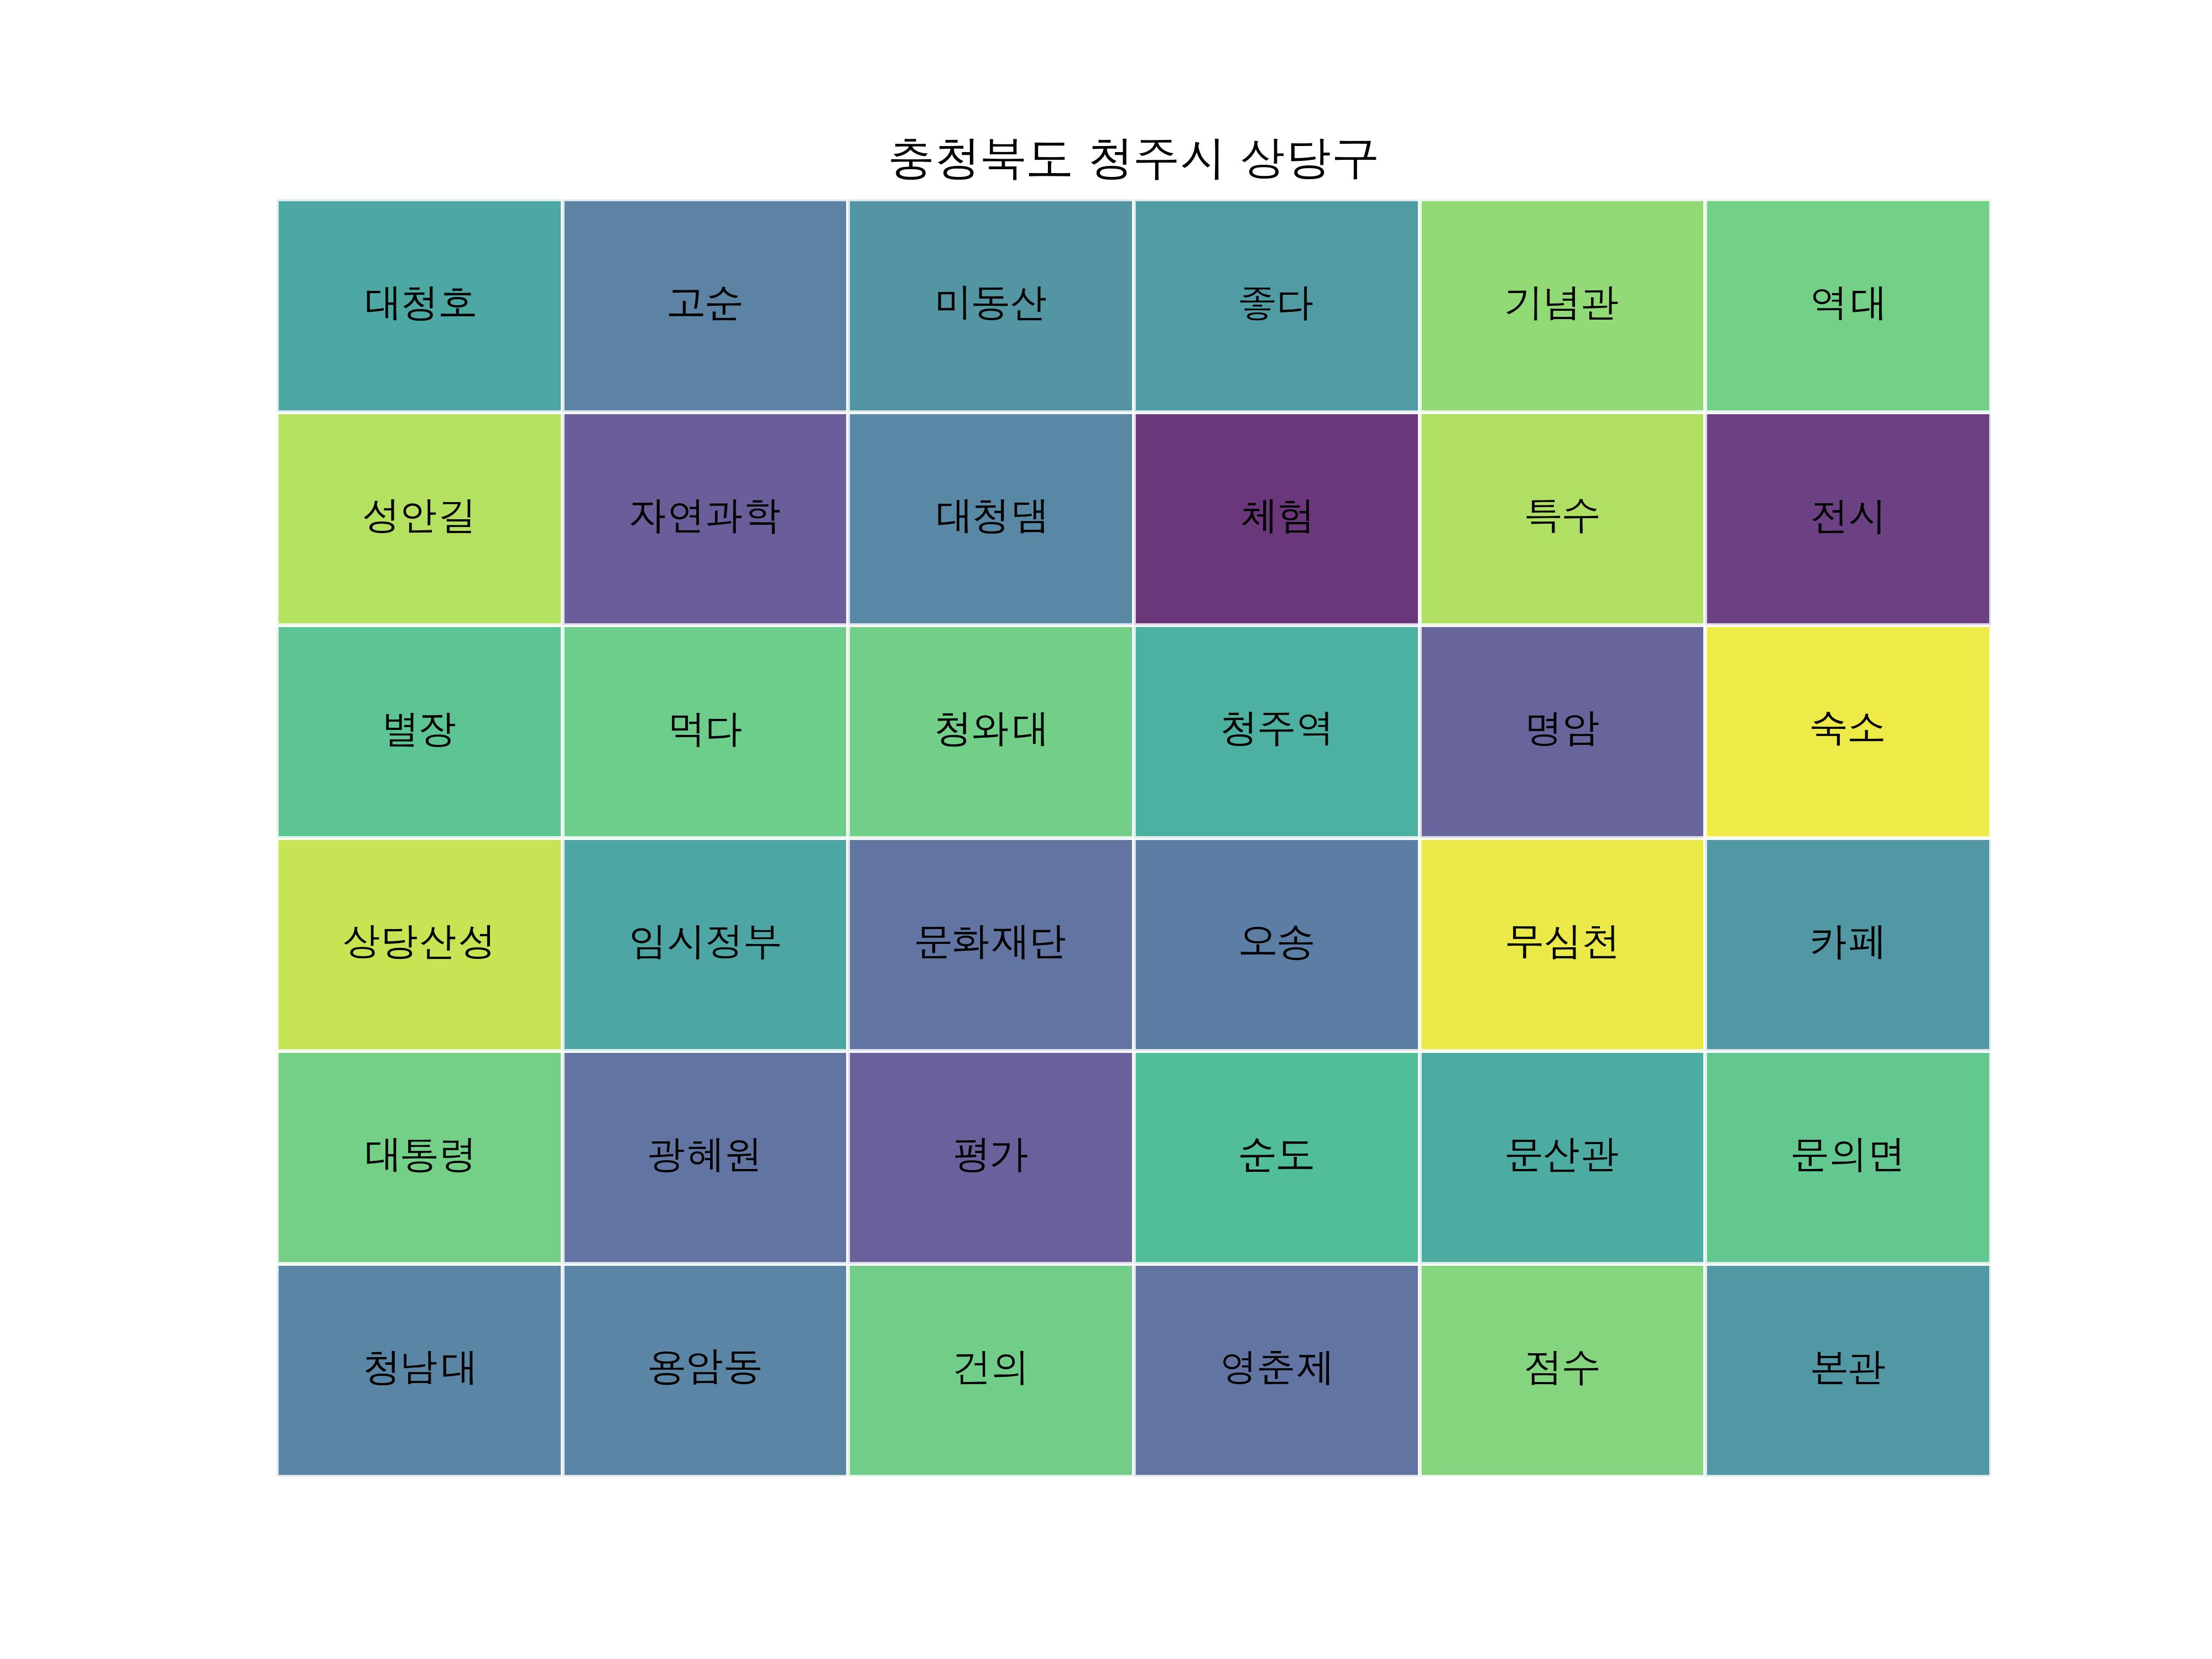 충청북도 청주시 상당구
대청호 고순 미동산 좋다 기념관 역대
성안길 자연과학 대청댐 체험 특수 전시
별장 먹다 청와대 청주역 명암 숙소
상당산성 임시정부 문화재단 오송 무심천 카페
대통령 광혜원 평가 순도 문산관 문의면
청남대 용암동 건의 영춘제 점수 본관